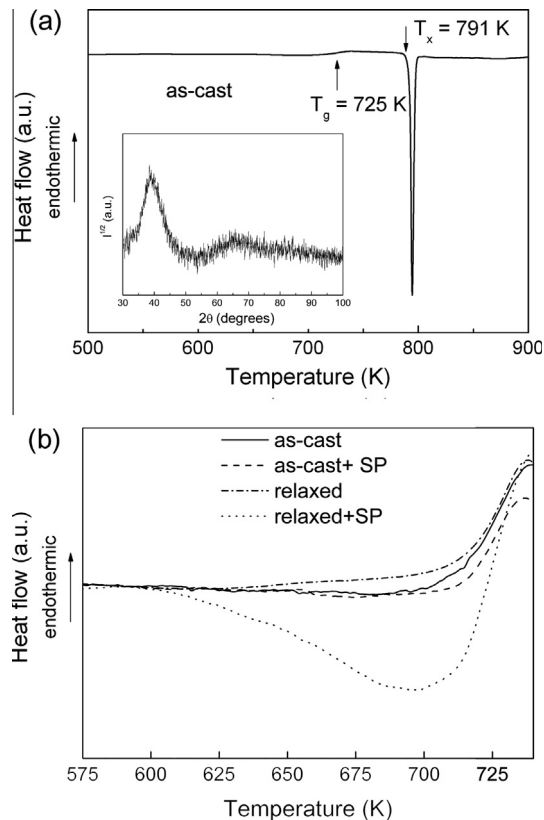 (a)
T_x = 791 K
as-cast
T_g = 725 K
Heat flow (a.u.)
endothermic
I^1/2 (a.u.)
30 40 50 60 70 80 90 100
2θ (degrees)
500 600 700 800 900
Temperature (K)
(b)
as-cast
as-cast+ SP
relaxed
relaxed+SP
Heat flow (a.u.)
endothermic
575 600 625 650 675 700 725
Temperature (K)